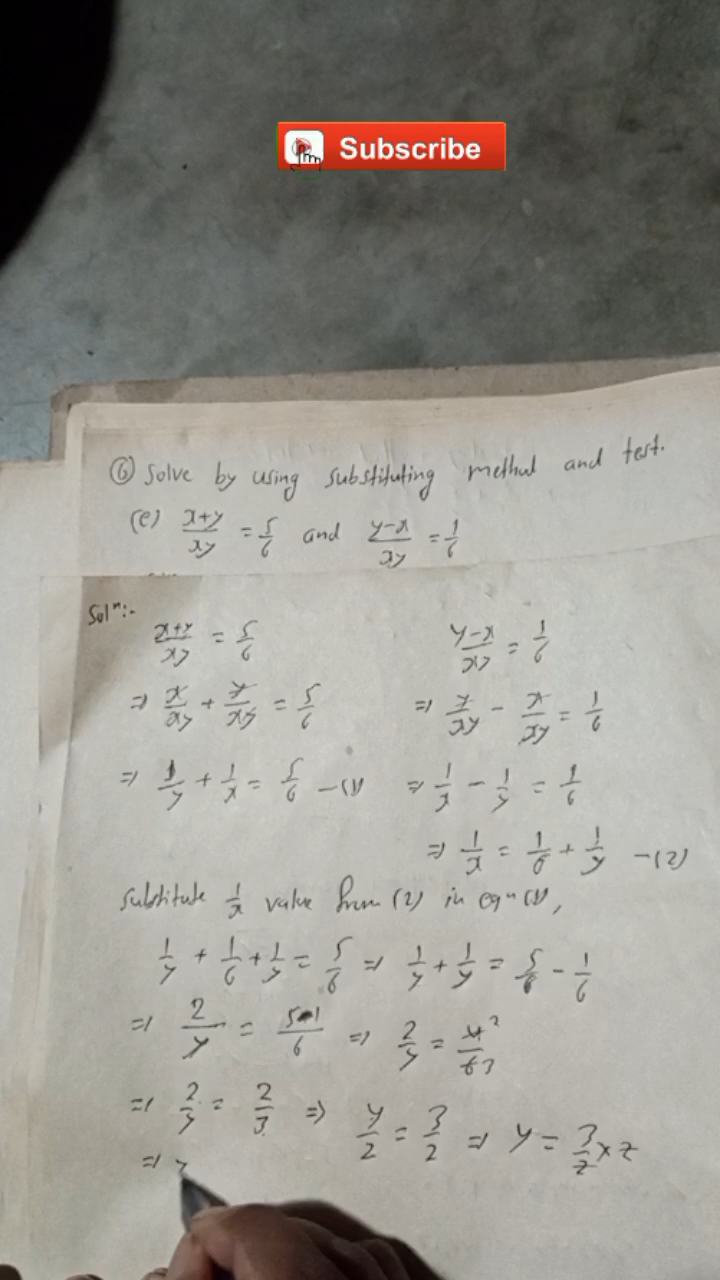 Subscribe
⑥ Solve by using substituting method and test.
(e) x+y/xy = 5/6 and y-x/xy = 1/6
Solⁿ:-
x+y/xy = 5/6 y-x/xy = 1/6
⇒ x/xy + y/xy = 5/6 ⇒ y/xy - x/xy = 1/6
⇒ 1/y + 1/x = 5/6 —(1) ⇒ 1/x - 1/y = 1/6
⇒ 1/x = 1/6 + 1/y —(2)
Substitute 1/x value from (2) in eqn (1),
1/y + 1/6 + 1/y = 5/6 ⇒ 1/y + 1/y = 5/6 - 1/6
⇒ 2/y = 5-1/6 ⇒ 2/y = 4²/6 3
⇒ 2/y = 2/3 ⇒ y/2 = 3/2 ⇒ y = 3/2 × 2
⇒